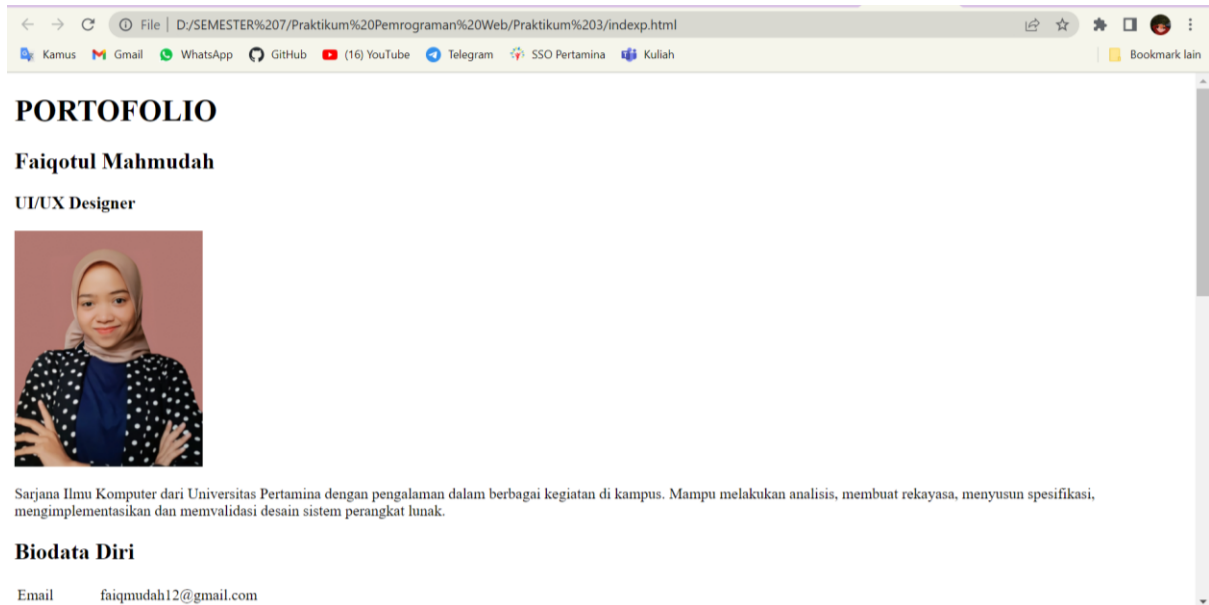 File | D:/SEMESTER%207/Praktikum%20Pemrograman%20Web/Praktikum%203/indexp.html
Kamus Gmail WhatsApp GitHub (16) YouTube Telegram SSO Pertamina Kuliah Bookmark lain
PORTOFOLIO
Faiqotul Mahmudah
UI/UX Designer
Sarjana Ilmu Komputer dari Universitas Pertamina dengan pengalaman dalam berbagai kegiatan di kampus. Mampu melakukan analisis, membuat rekayasa, menyusun spesifikasi,
mengimplementasikan dan memvalidasi desain sistem perangkat lunak.
Biodata Diri
Email faiqmudah12@gmail.com